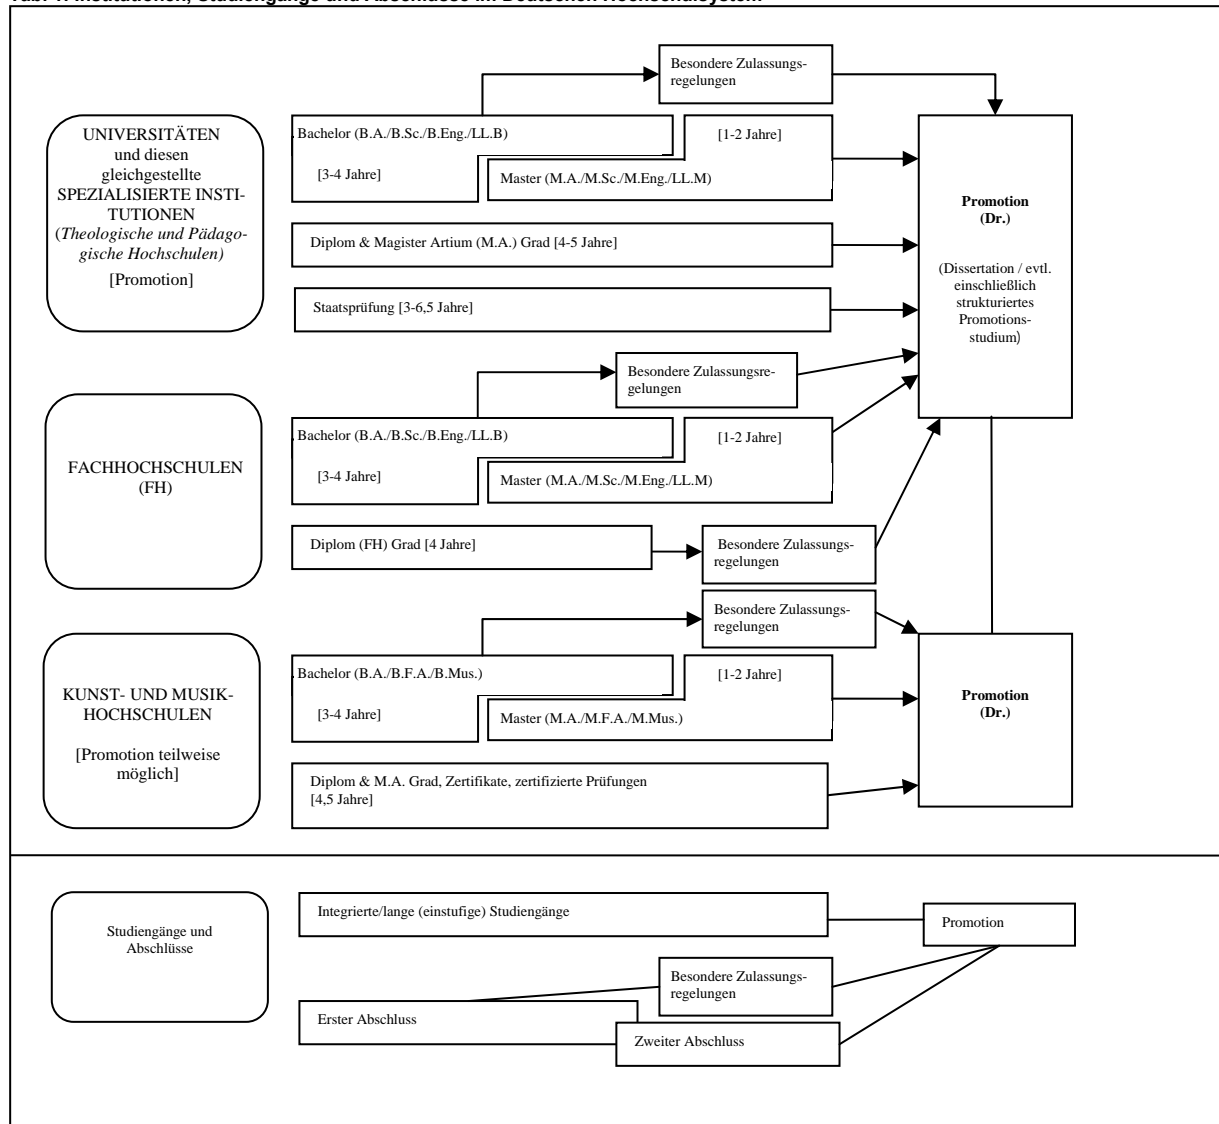 Tab. 1: Institutionen, Studiengänge und Abschlüsse im Deutschen Hochschulsystem
Besondere Zulassungs-
regelungen
UNIVERSITÄTEN
und diesen
gleichgestellte
SPEZIALISIERTE INSTI-
TUTIONEN
(Theologische und Pädago-
gische Hochschulen)
[Promotion]
Bachelor (B.A./B.Sc./B.Eng./LL.B)
[3-4 Jahre]
[1-2 Jahre]
Master (M.A./M.Sc./M.Eng./LL.M)
Diplom & Magister Artium (M.A.) Grad [4-5 Jahre]
Staatsprüfung [3-6,5 Jahre]
Promotion
(Dr.)
(Dissertation / evtl.
einschließlich
strukturiertes
Promotions-
studium)
FACHHOCHSCHULEN
(FH)
Besondere Zulassungsre-
gelungen
Bachelor (B.A./B.Sc./B.Eng./LL.B)
[3-4 Jahre]
[1-2 Jahre]
Master (M.A./M.Sc./M.Eng./LL.M)
Diplom (FH) Grad [4 Jahre]
Besondere Zulassungs-
regelungen
KUNST- UND MUSIK-
HOCHSCHULEN
[Promotion teilweise
möglich]
Besondere Zulassungs-
regelungen
Bachelor (B.A./B.F.A./B.Mus.)
[3-4 Jahre]
[1-2 Jahre]
Master (M.A./M.F.A./M.Mus.)
Diplom & M.A. Grad, Zertifikate, zertifizierte Prüfungen
[4,5 Jahre]
Promotion
(Dr.)
Studiengänge und
Abschlüsse
Integrierte/lange (einstufige) Studiengänge
Promotion
Besondere Zulassungs-
regelungen
Erster Abschluss
Zweiter Abschluss